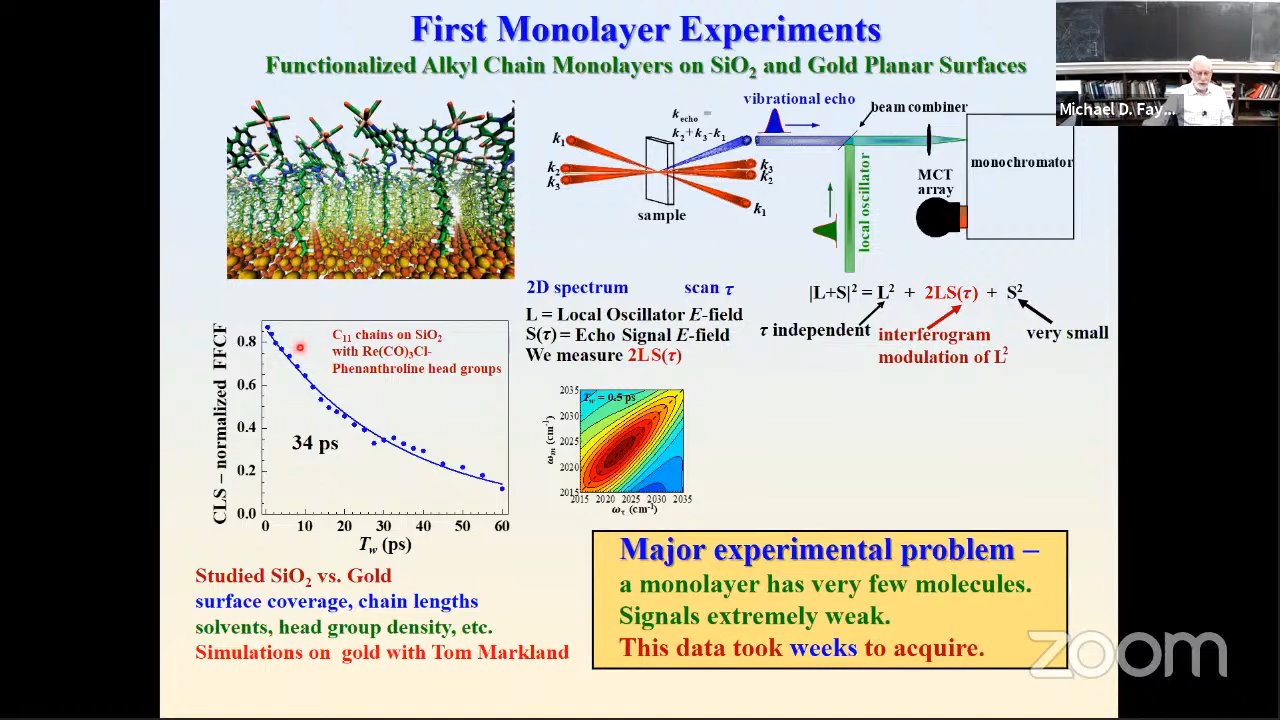 First Monolayer Experiments
Functionalized Alkyl Chain Monolayers on SiO2 and Gold Planar Surfaces
Michael D. Fay...
vibrational echo
beam combiner
kecho =
k2+k3-k1
k1
k2
k3
k3
k2
k1
sample
local oscillator
MCT
array
monochromator
2D spectrum scan τ
L = Local Oscillator E-field
S(τ) = Echo Signal E-field
We measure 2LS(τ)
|L+S|² = L² + 2LS(τ) + S²
τ independent
interferogram
modulation of L²
very small
CLS – normalized FFCF
0.8
0.6
0.4
0.2
0.0
C11 chains on SiO2
with Re(CO)3Cl-
Phenanthroline head groups
34 ps
0 10 20 30 40 50 60
Tw (ps)
Tw = 0.5 ps
ωm (cm-1)
2035
2030
2025
2020
2015
2015 2020 2025 2030 2035
ωτ (cm-1)
Studied SiO2 vs. Gold
surface coverage, chain lengths
solvents, head group density, etc.
Simulations on gold with Tom Markland
Major experimental problem –
a monolayer has very few molecules.
Signals extremely weak.
This data took weeks to acquire.
zoom